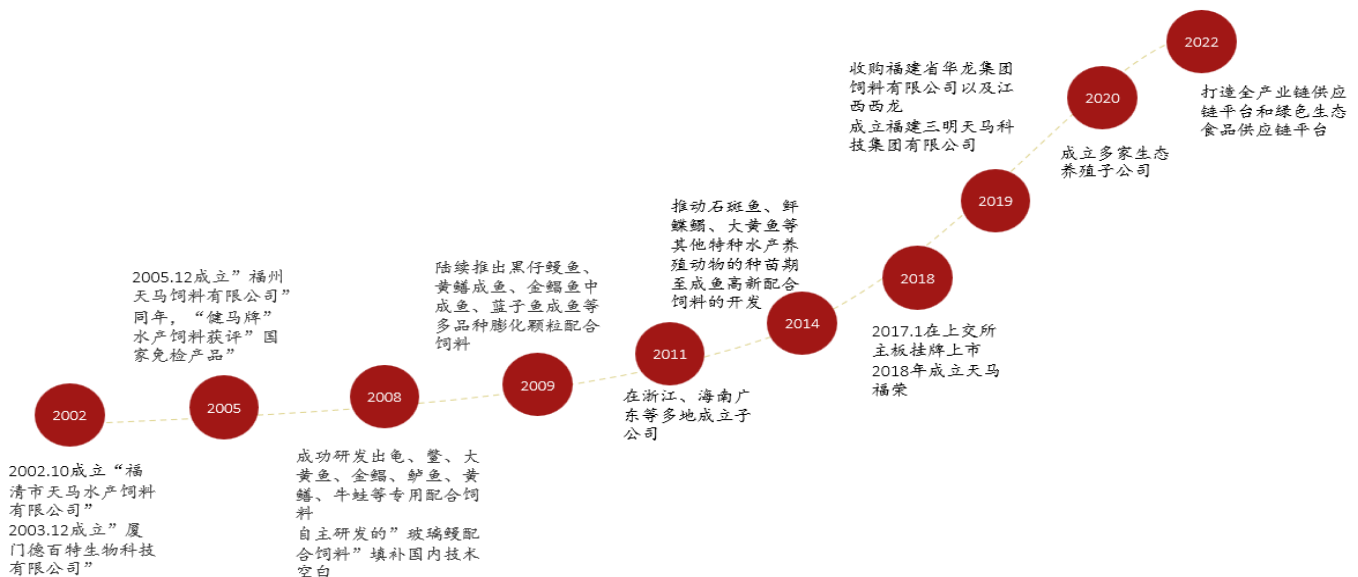 2002
2002.10成立“福
清市天马水产饲料
有限公司”
2003.12成立”厦
门德百特生物科技
有限公司”
2005.12成立”福州
天马饲料有限公司”
同年，“健马牌”
水产饲料获评”国
家免检产品”
2005
2008
成功研发出龟、鳖、大
黄鱼、金鲳、鲈鱼、黄
鳝、牛蛙等专用配合饲
料
自主研发的”玻璃鳗配
合饲料”填补国内技术
空白
陆续推出黑仔鳗鱼、
黄鳝成鱼、金鲳鱼中
成鱼、蓝子鱼成鱼等
多品种膨化颗粒配合
饲料
2009
2011
在浙江、海南广
东等多地成立子
公司
推动石斑鱼、鲆
鲽鳎、大黄鱼等
其他特种水产养
殖动物的种苗期
至成鱼高新配合
饲料的开发
2014
2018
2017.1在上交所
主板挂牌上市
2018年成立天马
福荣
收购福建省华龙集团
饲料有限公司以及江
西西龙
成立福建三明天马科
技集团有限公司
2019
2020
成立多家生态
养殖子公司
2022
打造全产业链供应
链平台和绿色生态
食品供应链平台